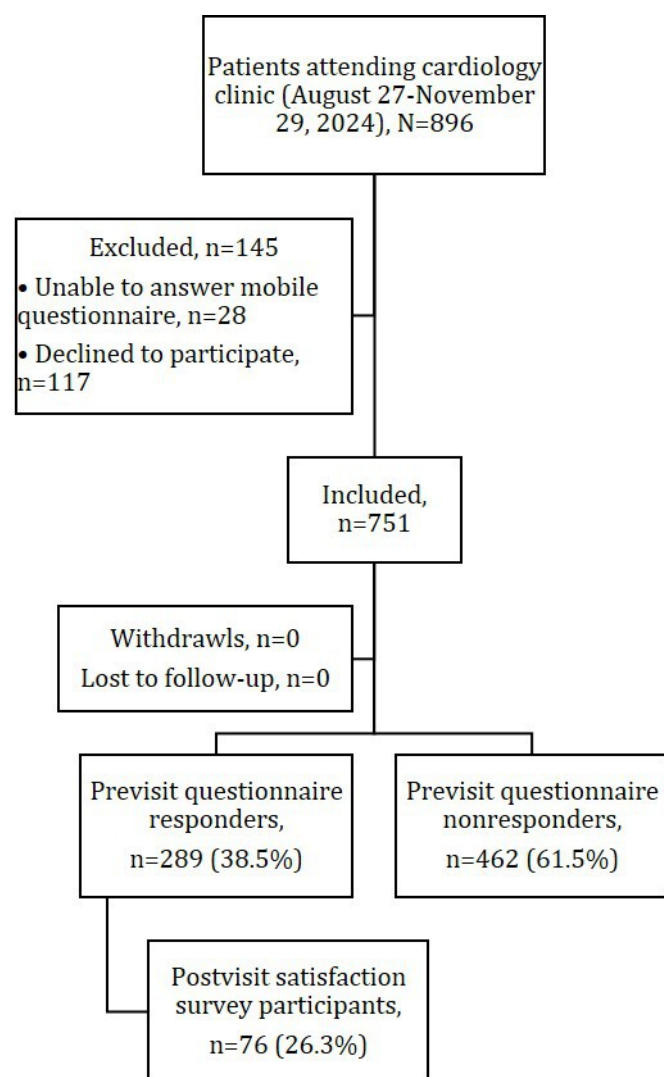 Patients attending cardiology
clinic (August 27-November
29, 2024), N=896
Excluded, n=145
• Unable to answer mobile
questionnaire, n=28
• Declined to participate,
n=117
Included,
n=751
Withdrawls, n=0
Lost to follow-up, n=0
Previsit questionnaire
responders,
n=289 (38.5%)
Previsit questionnaire
nonresponders,
n=462 (61.5%)
Postvisit satisfaction
survey participants,
n=76 (26.3%)